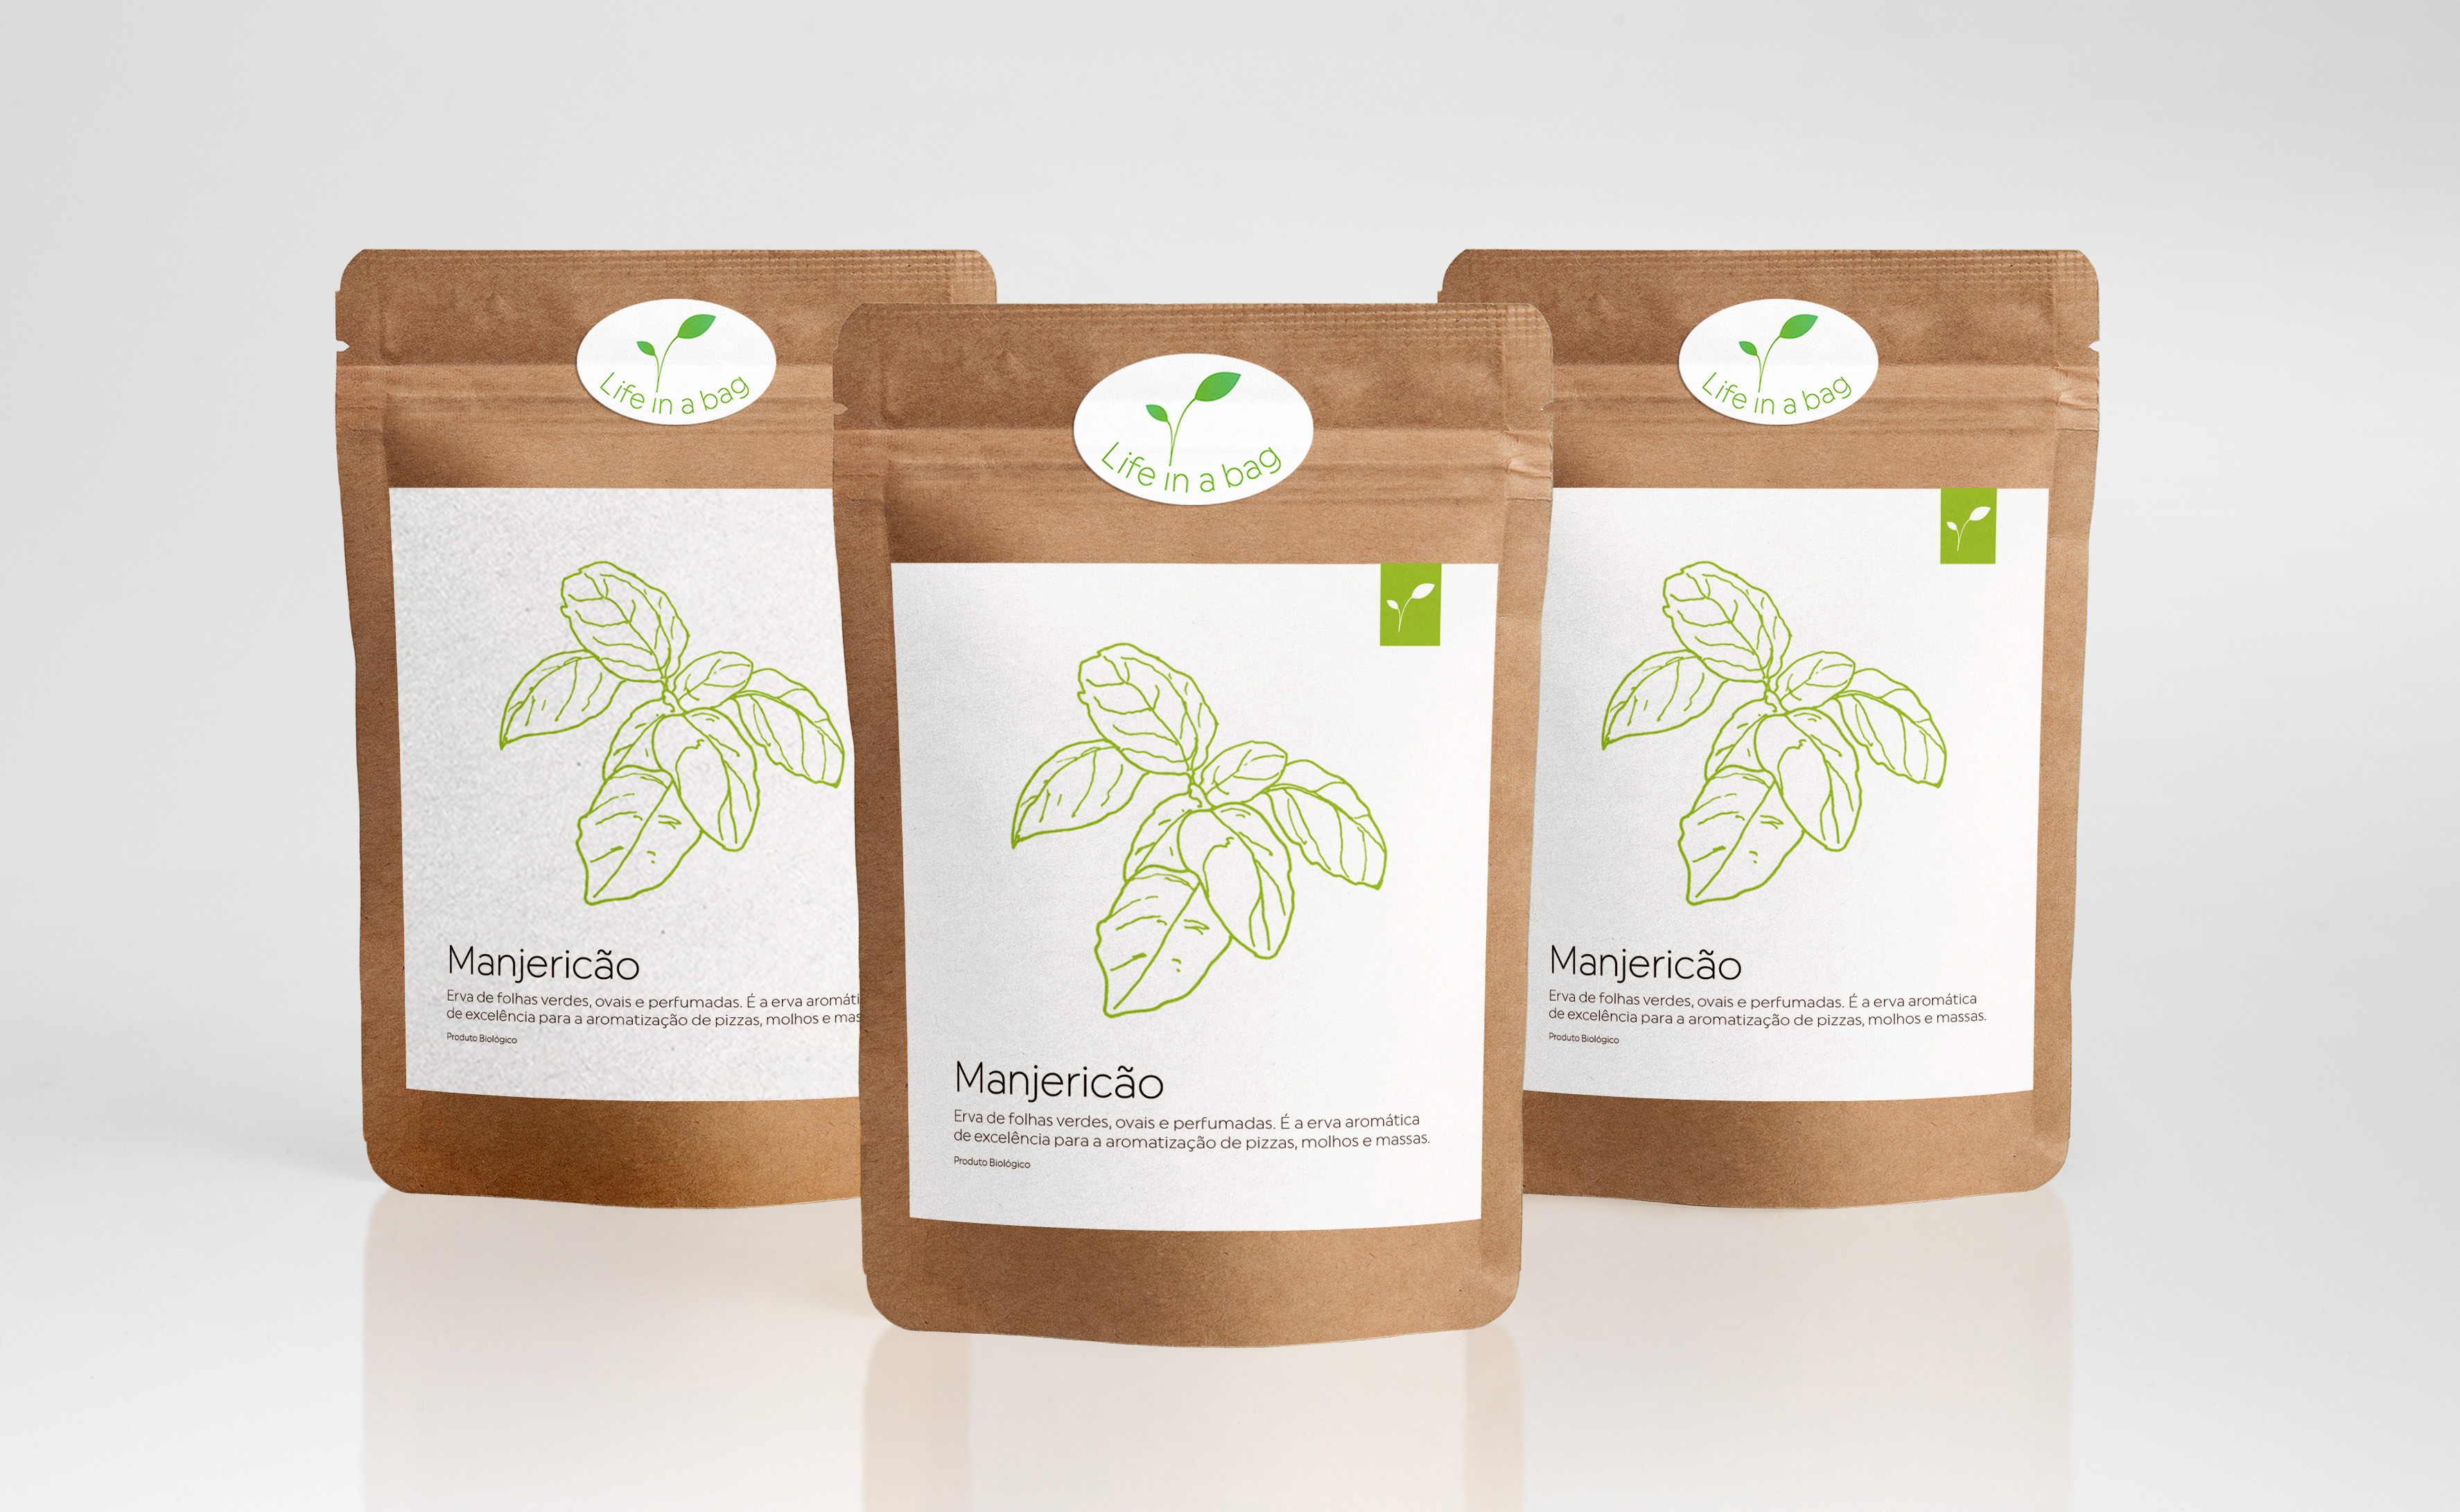 Life in a bag
Manjericão
Erva de folhas verdes, ovais e perfumadas. É a erva aromáti
de excelência para a aromatização de pizzas, molhos e mas
Produto Biológico
Life in a bag
Manjericão
Erva de folhas verdes, ovais e perfumadas. É a erva aromática
de excelência para a aromatização de pizzas, molhos e massas.
Produto Biológico
Life in a bag
Manjericão
Erva de folhas verdes, ovais e perfumadas. É a erva aromática
de excelência para a aromatização de pizzas, molhos e massas.
Produto Biológico